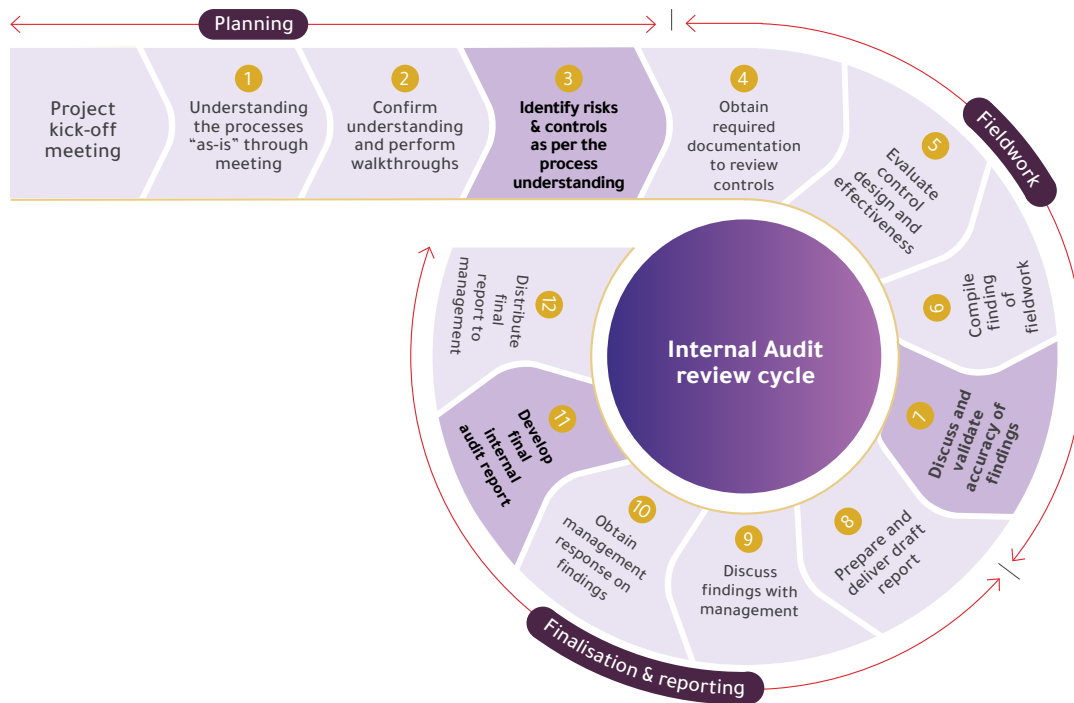 Planning
Project
kick-off
meeting
1
Understanding
the processes
“as-is” through
meeting
2
Confirm
understanding
and perform
walkthroughs
3
Identify risks
& controls
as per the
process
understanding
4
Obtain
required
documentation
to review
controls
Fieldwork
5
Evaluate
control
design and
effectiveness
6
Compile
finding
of
fieldwork
7
Discuss and
validate
accuracy of
findings
8
Prepare and
deliver draft
report
9
Discuss
findings with
management
10
Obtain
management
response on
findings
11
Develop
final
internal
audit report
12
Distribute
final
report to
management
Finalisation & reporting
Internal Audit
review cycle